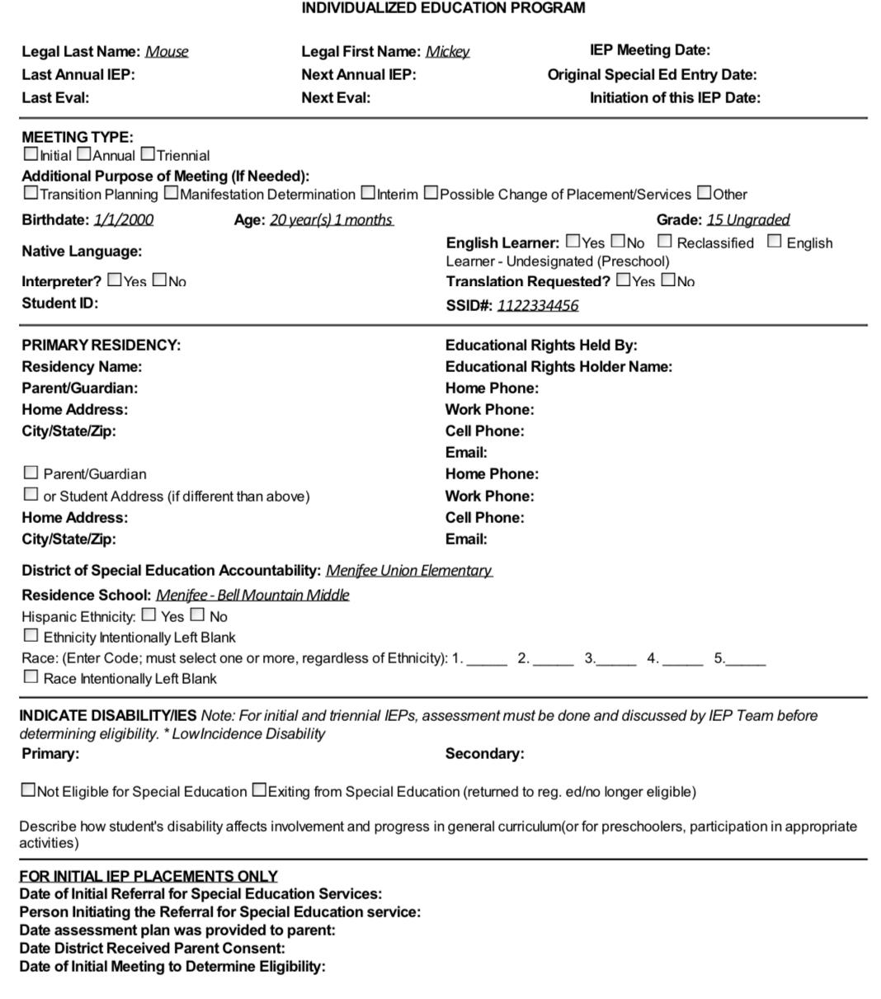 INDIVIDUALIZED EDUCATION PROGRAM
Legal Last Name: Mouse Legal First Name: Mickey IEP Meeting Date:
Last Annual IEP: Next Annual IEP: Original Special Ed Entry Date:
Last Eval: Next Eval: Initiation of this IEP Date:
MEETING TYPE:
☐Initial ☐Annual ☐Triennial
Additional Purpose of Meeting (If Needed):
☐Transition Planning ☐Manifestation Determination ☐Interim ☐Possible Change of Placement/Services ☐Other
Birthdate: 1/1/2000 Age: 20 year(s) 1 months Grade: 15 Ungraded
Native Language: English Learner: ☐Yes ☐No ☐ Reclassified ☐ English
Learner - Undesignated (Preschool)
Interpreter? ☐Yes ☐No Translation Requested? ☐Yes ☐No
Student ID: SSID#: 1122334456
PRIMARY RESIDENCY: Educational Rights Held By:
Residency Name: Educational Rights Holder Name:
Parent/Guardian: Home Phone:
Home Address: Work Phone:
City/State/Zip: Cell Phone:
Email:
☐ Parent/Guardian Home Phone:
☐ or Student Address (if different than above) Work Phone:
Home Address: Cell Phone:
City/State/Zip: Email:
District of Special Education Accountability: Menifee Union Elementary
Residence School: Menifee - Bell Mountain Middle
Hispanic Ethnicity: ☐ Yes ☐ No
☐ Ethnicity Intentionally Left Blank
Race: (Enter Code; must select one or more, regardless of Ethnicity): 1. _____ 2. _____ 3._____ 4. _____ 5._____
☐ Race Intentionally Left Blank
INDICATE DISABILITY/IES Note: For initial and triennial IEPs, assessment must be done and discussed by IEP Team before
determining eligibility. * Low Incidence Disability
Primary: Secondary:
☐Not Eligible for Special Education ☐Exiting from Special Education (returned to reg. ed/no longer eligible)
Describe how student's disability affects involvement and progress in general curriculum(or for preschoolers, participation in appropriate
activities)
FOR INITIAL IEP PLACEMENTS ONLY
Date of Initial Referral for Special Education Services:
Person Initiating the Referral for Special Education service:
Date assessment plan was provided to parent:
Date District Received Parent Consent:
Date of Initial Meeting to Determine Eligibility: